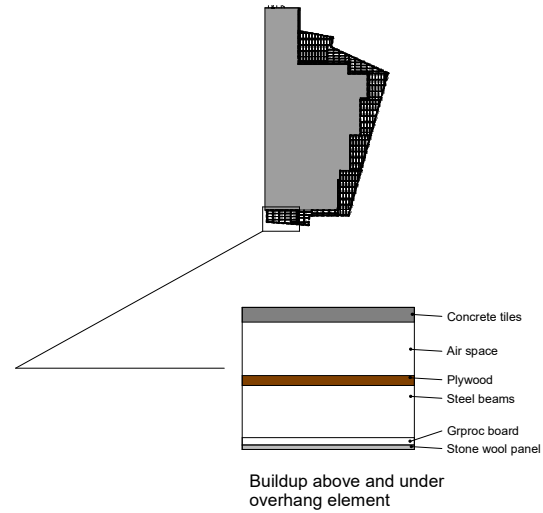 Concrete tiles
Air space
Plywood
Steel beams
Grproc board
Stone wool panel
Buildup above and under
overhang element